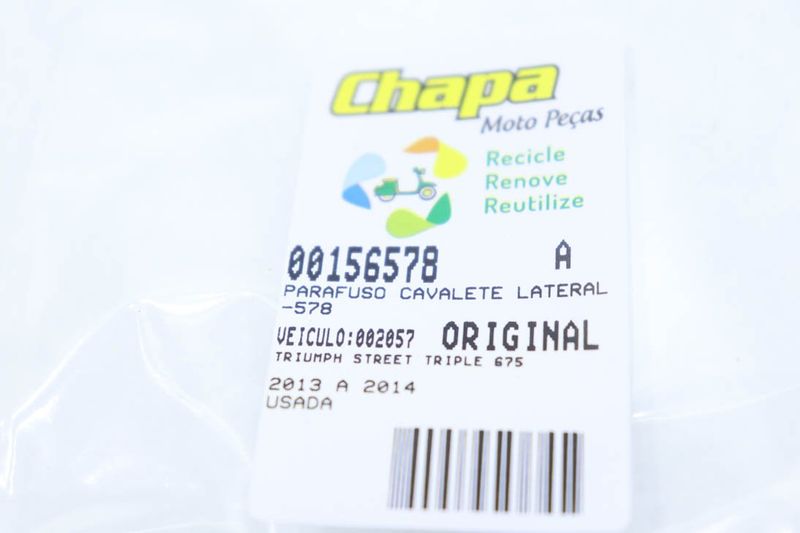 Chapa
Moto Peças
Recicle
Renove
Reutilize
00156578 A
PARAFUSO CAVALETE LATERAL
-578
VEICULO:002057 ORIGINAL
TRIUMPH STREET TRIPLE 675
2013 A 2014
USADA